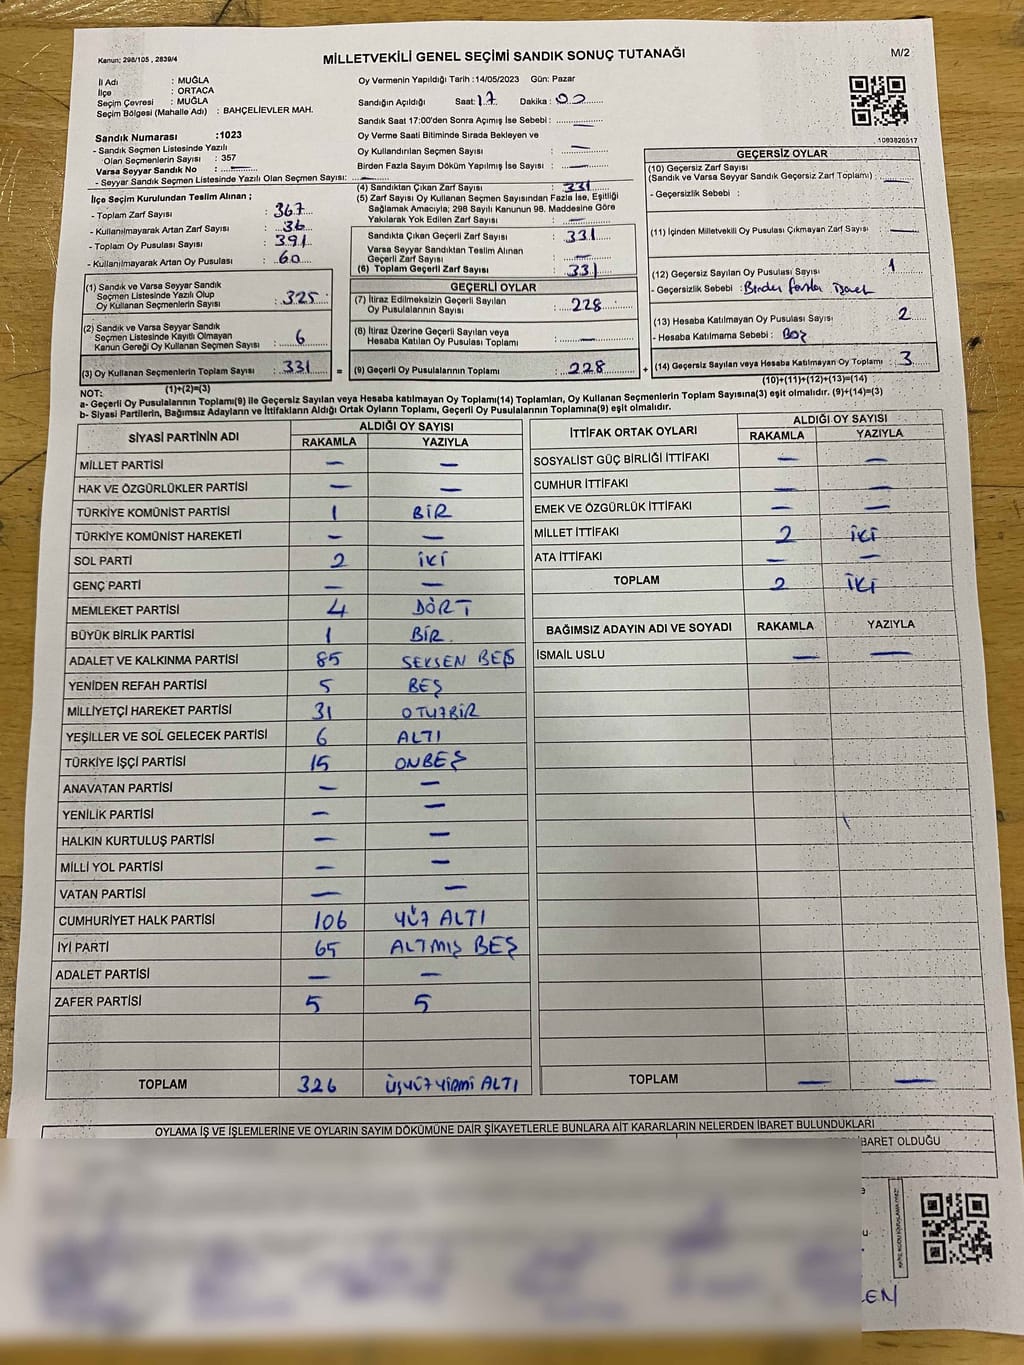 Kanun; 298/105 , 2839/4
MİLLETVEKİLİ GENEL SEÇİMİ SANDIK SONUÇ TUTANAĞI
M/2
İl Adı : MUĞLA
İlçe : ORTACA
Seçim Çevresi : MUĞLA
Seçim Bölgesi (Mahalle Adı) : BAHÇELİEVLER MAH.
Sandık Numarası :1023
- Sandık Seçmen Listesinde Yazılı
Olan Seçmenlerin Sayısı : 357
Varsa Seyyar Sandık No : —
- Seyyar Sandık Seçmen Listesinde Yazılı Olan Seçmen Sayısı: —
İlçe Seçim Kurulundan Teslim Alınan ;
- Toplam Zarf Sayısı : 367
- Kullanılmayarak Artan Zarf Sayısı : 36
- Toplam Oy Pusulası Sayısı : 391
- Kullanılmayarak Artan Oy Pusulası : 60
(1) Sandık ve Varsa Seyyar Sandık
Seçmen Listesinde Yazılı Olup
Oy Kullanan Seçmenlerin Sayısı : 325
(2) Sandık ve Varsa Seyyar Sandık
Seçmen Listesinde Kayıtlı Olmayan
Kanun Gereği Oy Kullanan Seçmen Sayısı : 6
(3) Oy Kullanan Seçmenlerin Toplam Sayısı : 331 =
(1)+(2)=(3)
Oy Vermenin Yapıldığı Tarih :14/05/2023 Gün: Pazar
Sandığın Açıldığı Saat: 17 Dakika : 00
Sandık Saat 17:00'den Sonra Açımış İse Sebebi : —
Oy Verme Saati Bitiminde Sırada Bekleyen ve
Oy Kullandırılan Seçmen Sayısı : —
Birden Fazla Sayım Döküm Yapılmış İse Sayısı : —
(4) Sandıktan Çıkan Zarf Sayısı : 331
(5) Zarf Sayısı Oy Kullanan Seçmen Sayısından Fazla İse, Eşitliği
Sağlamak Amacıyla; 298 Sayılı Kanunun 98. Maddesine Göre
Yakılarak Yok Edilen Zarf Sayısı : —
Sandıkta Çıkan Geçerli Zarf Sayısı : 331
Varsa Seyyar Sandıktan Teslim Alınan
Geçerli Zarf Sayısı : —
(6) Toplam Geçerli Zarf Sayısı : 331
GEÇERLİ OYLAR
(7) İtiraz Edilmeksizin Geçerli Sayılan
Oy Pusulalarının Sayısı : 228
(8) İtiraz Üzerine Geçerli Sayılan veya
Hesaba Katılan Oy Pusulası Toplamı : —
(9) Geçerli Oy Pusulalarının Toplamı : 228 +
1093828517
GEÇERSİZ OYLAR
(10) Geçersiz Zarf Sayısı
(Sandık ve Varsa Seyyar Sandık Geçersiz Zarf Toplamı) : —
- Geçersizlik Sebebi :
(11) İçinden Milletvekili Oy Pusulası Çıkmayan Zarf Sayısı : —
(12) Geçersiz Sayılan Oy Pusulası Sayısı : 1
- Geçersizlik Sebebi : Birden fazla işaret
(13) Hesaba Katılmayan Oy Pusulası Sayısı : 2
- Hesaba Katılmama Sebebi : BOŞ
(14) Geçersiz Sayılan veya Hesaba Katılmayan Oy Toplamı : 3
(10)+(11)+(12)+(13)=(14)
NOT:
a- Geçerli Oy Pusulasının Toplamı(9) ile Geçersiz Sayılan veya Hesaba katılmayan Oy Toplamı(14) Toplamları, Oy Kullanan Seçmenlerin Toplam Sayısına(3) eşit olmalıdır. (9)+(14)=(3)
b- Siyasi Partilerin, Bağımsız Adayların ve İttifakların Aldığı Ortak Oyların Toplamı, Geçerli Oy Pusulalarının Toplamına(9) eşit olmalıdır.
SİYASİ PARTİNİN ADI ALDIĞI OY SAYISI
RAKAMLA YAZIYLA
MİLLET PARTİSİ — —
HAK VE ÖZGÜRLÜKLER PARTİSİ — —
TÜRKİYE KOMÜNİST PARTİSİ 1 BİR
TÜRKİYE KOMÜNİST HAREKETİ — —
SOL PARTİ 2 İKİ
GENÇ PARTİ — —
MEMLEKET PARTİSİ 4 DÖRT
BÜYÜK BİRLİK PARTİSİ 1 BİR
ADALET VE KALKINMA PARTİSİ 85 SEKSEN BEŞ
YENİDEN REFAH PARTİSİ 5 BEŞ
MİLLİYETÇİ HAREKET PARTİSİ 31 OTUZBİR
YEŞİLLER VE SOL GELECEK PARTİSİ 6 ALTI
TÜRKİYE İŞÇİ PARTİSİ 15 ONBEŞ
ANAVATAN PARTİSİ — —
YENİLİK PARTİSİ — —
HALKIN KURTULUŞ PARTİSİ — —
MİLLİ YOL PARTİSİ — —
VATAN PARTİSİ — —
CUMHURİYET HALK PARTİSİ 106 YÜZ ALTI
İYİ PARTİ 65 ALTMIŞ BEŞ
ADALET PARTİSİ — —
ZAFER PARTİSİ 5 5
TOPLAM 326 ÜÇYÜZYİRMİ ALTI
İTTİFAK ORTAK OYLARI ALDIĞI OY SAYISI
RAKAMLA YAZIYLA
SOSYALİST GÜÇ BİRLİĞİ İTTİFAKI — —
CUMHUR İTTİFAKI — —
EMEK VE ÖZGÜRLÜK İTTİFAKI — —
MİLLET İTTİFAKI 2 İKİ
ATA İTTİFAKI — —
TOPLAM 2 İKİ
BAĞIMSIZ ADAYIN ADI VE SOYADI RAKAMLA YAZIYLA
İSMAİL USLU — —
TOPLAM — —
OYLAMA İŞ VE İŞLEMLERİNE VE OYLARIN SAYIM DÖKÜMÜNE DAİR ŞİKAYETLERLE BUNLARA AİT KARARLARIN NELERDEN İBARET BULUNDUKLARI
İBARET OLDUĞU